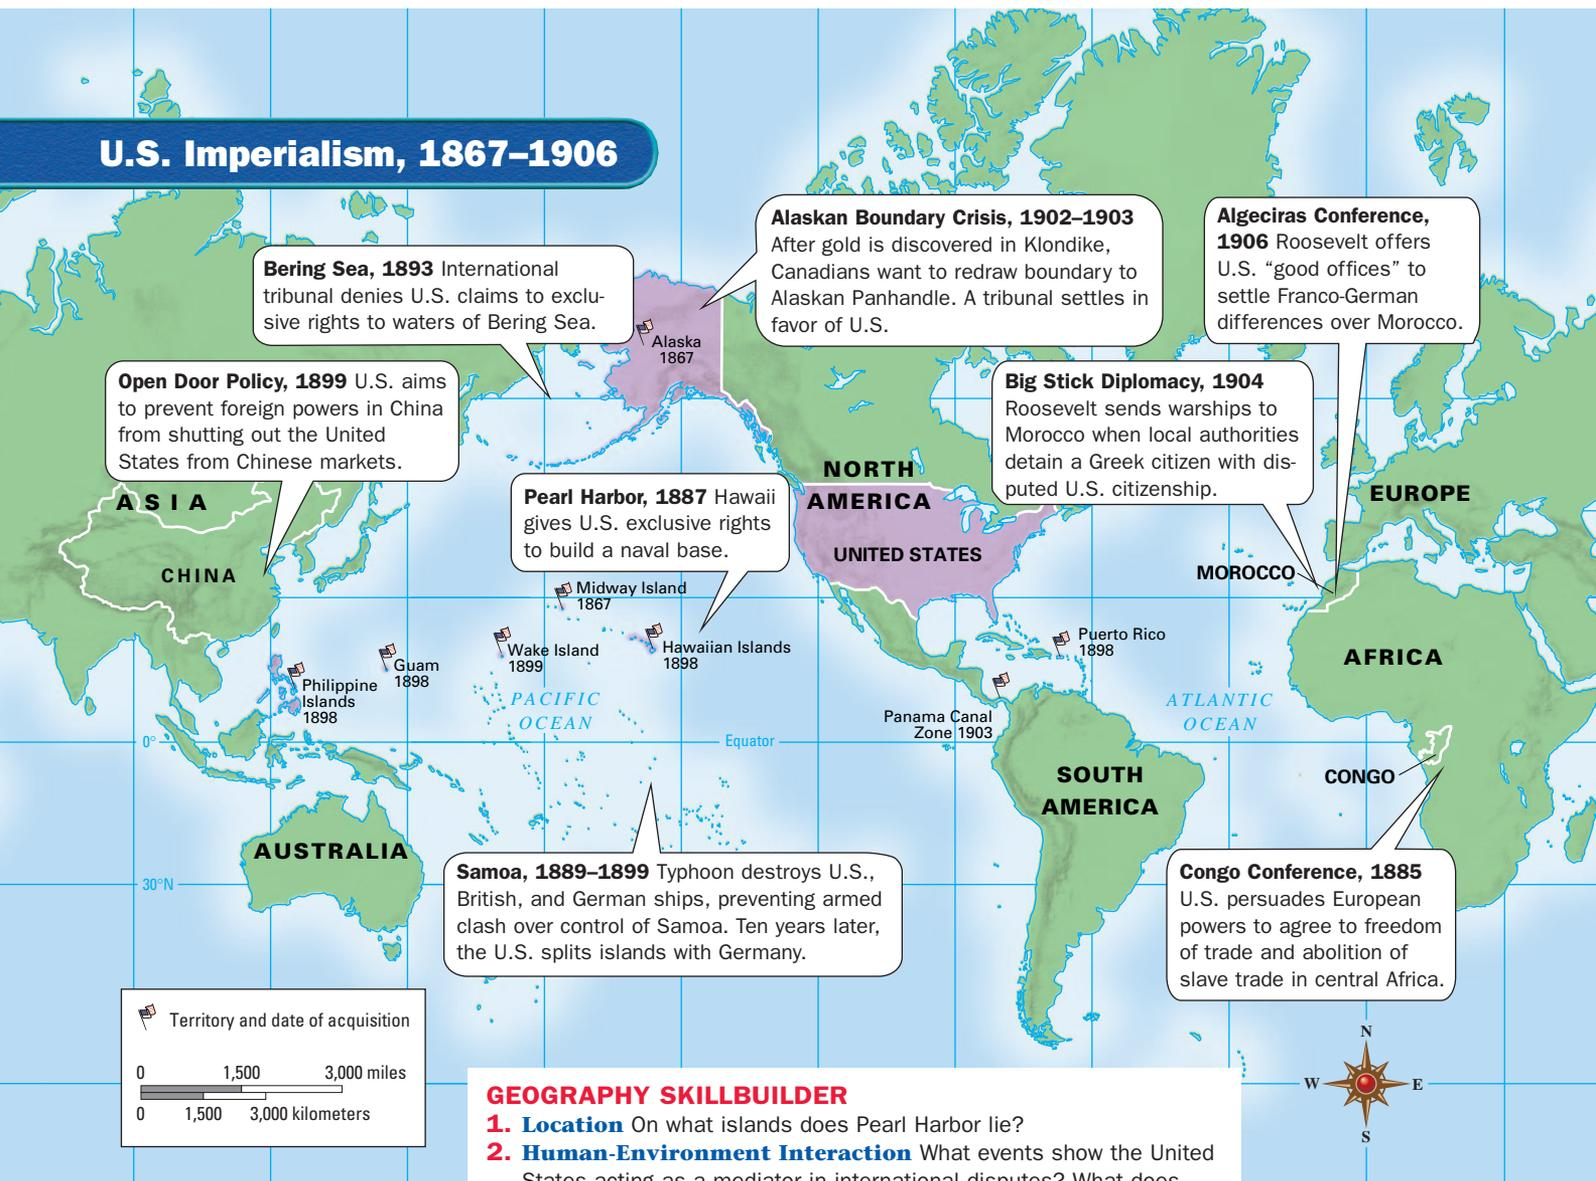 U.S. Imperialism, 1867–1906
Alaskan Boundary Crisis, 1902–1903
After gold is discovered in Klondike,
Canadians want to redraw boundary to
Alaskan Panhandle. A tribunal settles in
favor of U.S.
Algeciras Conference,
1906 Roosevelt offers
U.S. “good offices” to
settle Franco-German
differences over Morocco.
Bering Sea, 1893 International
tribunal denies U.S. claims to exclu-
sive rights to waters of Bering Sea.
Alaska
1867
Open Door Policy, 1899 U.S. aims
to prevent foreign powers in China
from shutting out the United
States from Chinese markets.
Big Stick Diplomacy, 1904
Roosevelt sends warships to
Morocco when local authorities
detain a Greek citizen with dis-
puted U.S. citizenship.
NORTH
AMERICA
ASIA
EUROPE
Pearl Harbor, 1887 Hawaii
gives U.S. exclusive rights
to build a naval base.
UNITED STATES
CHINA
MOROCCO
Midway Island
1867
Wake Island
1899
Hawaiian Islands
1898
Puerto Rico
1898
AFRICA
Guam
1898
Philippine
Islands
1898
PACIFIC
OCEAN
ATLANTIC
OCEAN
Panama Canal
Zone 1903
0°
Equator
SOUTH
AMERICA
CONGO
AUSTRALIA
30°N
Samoa, 1889–1899 Typhoon destroys U.S.,
British, and German ships, preventing armed
clash over control of Samoa. Ten years later,
the U.S. splits islands with Germany.
Congo Conference, 1885
U.S. persuades European
powers to agree to freedom
of trade and abolition of
slave trade in central Africa.
Territory and date of acquisition
0 1,500 3,000 miles
0 1,500 3,000 kilometers
N
W E
S
GEOGRAPHY SKILLBUILDER
1. Location On what islands does Pearl Harbor lie?
2. Human-Environment Interaction What events show the United
States acting as a mediator in international disputes? What does